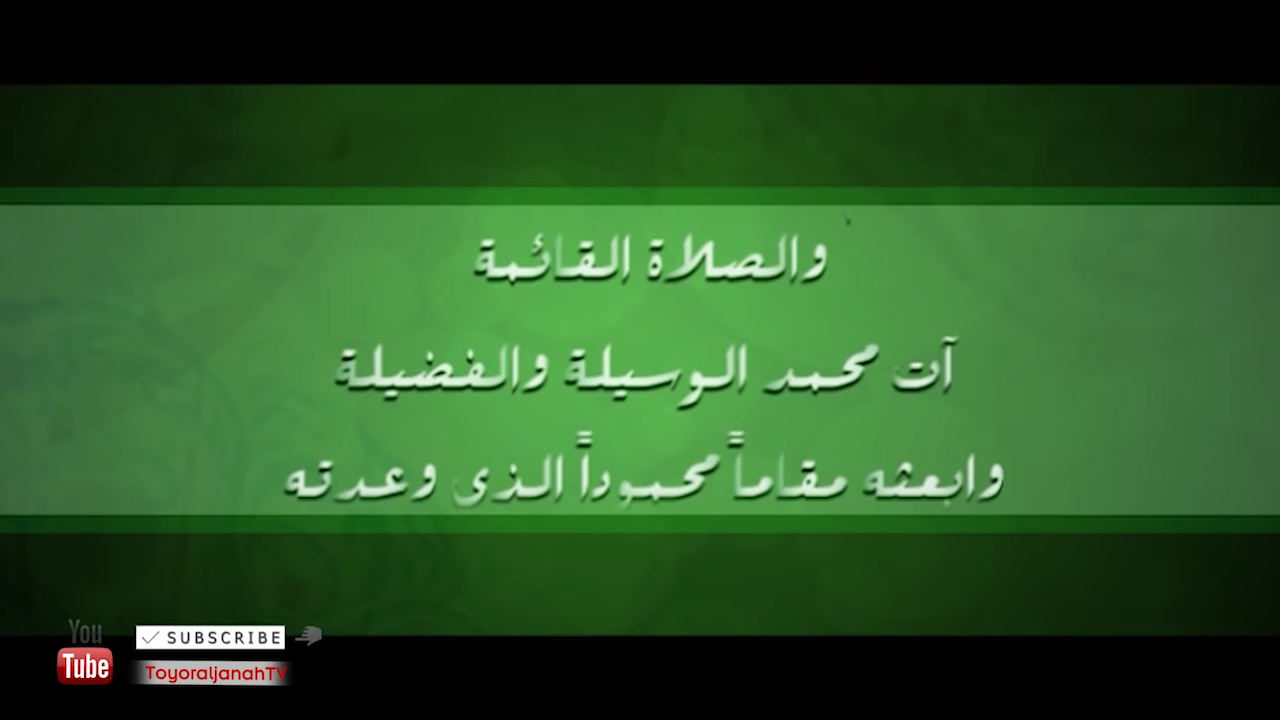 والصلاة القائمة
آت محمد الوسيلة والفضيلة
وابعثه مقاماً محموداً الذى وعدته
You
Tube
SUBSCRIBE
ToyoraljanahTV